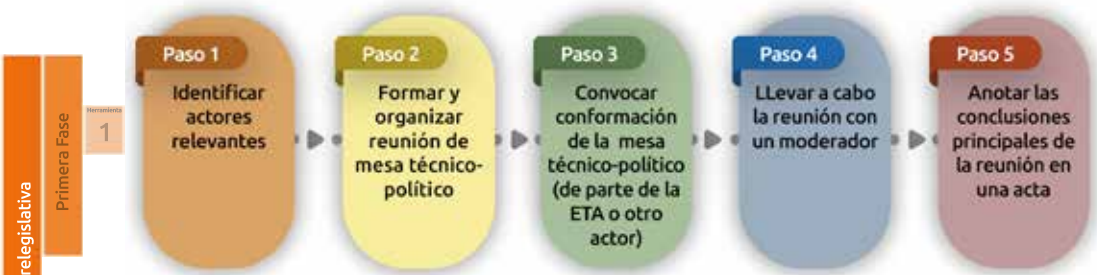 relegislativa
Primera Fase
Herramienta
1
Paso 1
Identificar
actores
relevantes
Paso 2
Formar y
organizar
reunión de
mesa técnico-
político
Paso 3
Convocar
conformación
de la mesa
técnico-político
(de parte de la
ETA o otro
actor)
Paso 4
LLevar a cabo
la reunión con
un moderador
Paso 5
Anotar las
conclusiones
principales de
la reunión en
una acta